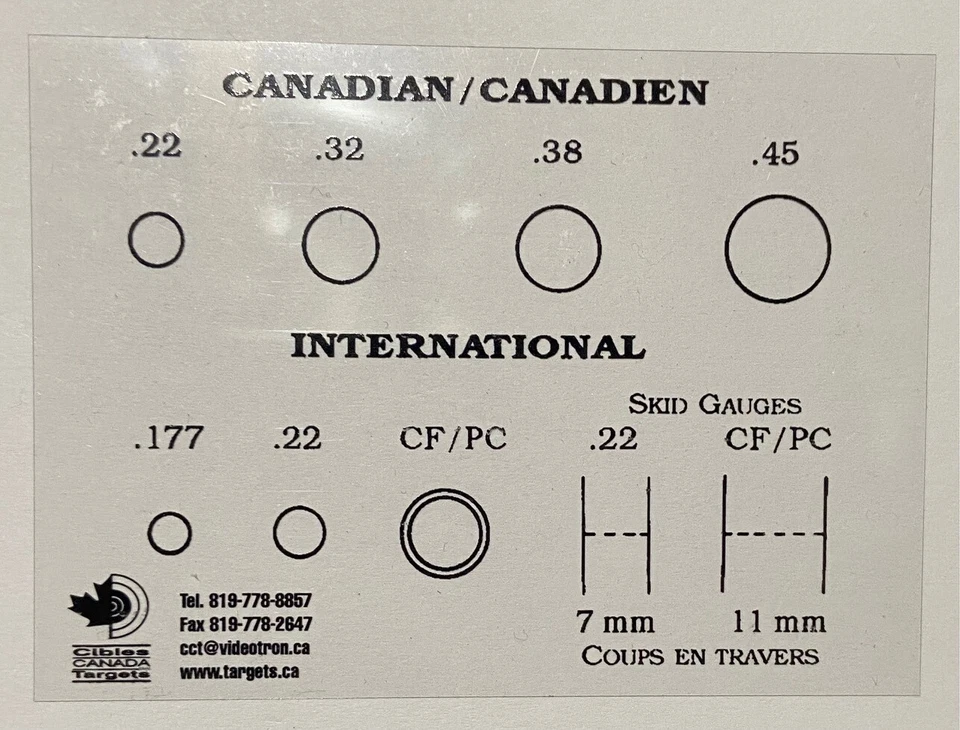 CANADIAN/CANADIEN
.22 .32 .38 .45
INTERNATIONAL
SKID GAUGES
.177 .22 CF/PC .22 CF/PC
7 mm 11 mm
COUPS EN TRAVERS
Tel. 819-778-8857
Fax 819-778-2647
cct@videotron.ca
www.targets.ca
Cibles
CANADA
Targets